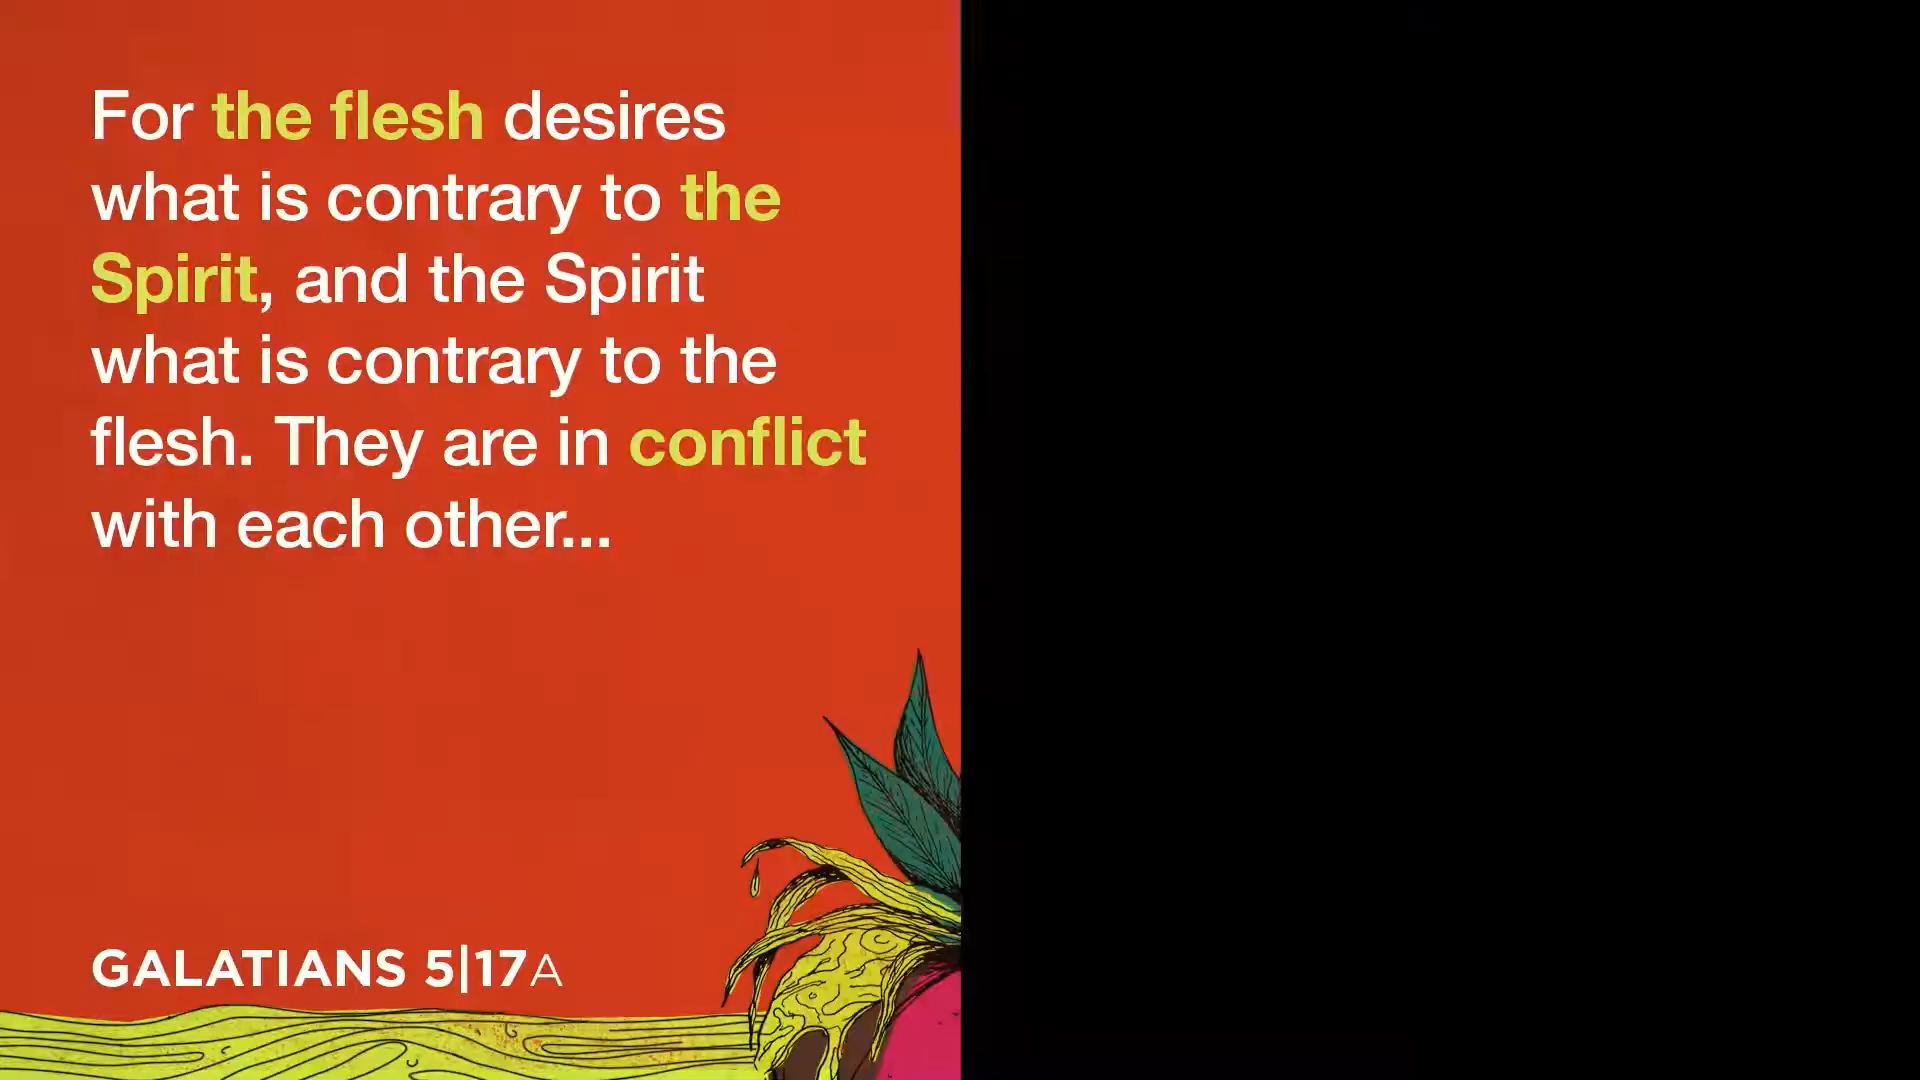 For the flesh desires
what is contrary to the
Spirit, and the Spirit
what is contrary to the
flesh. They are in conflict
with each other...
GALATIANS 5|17A